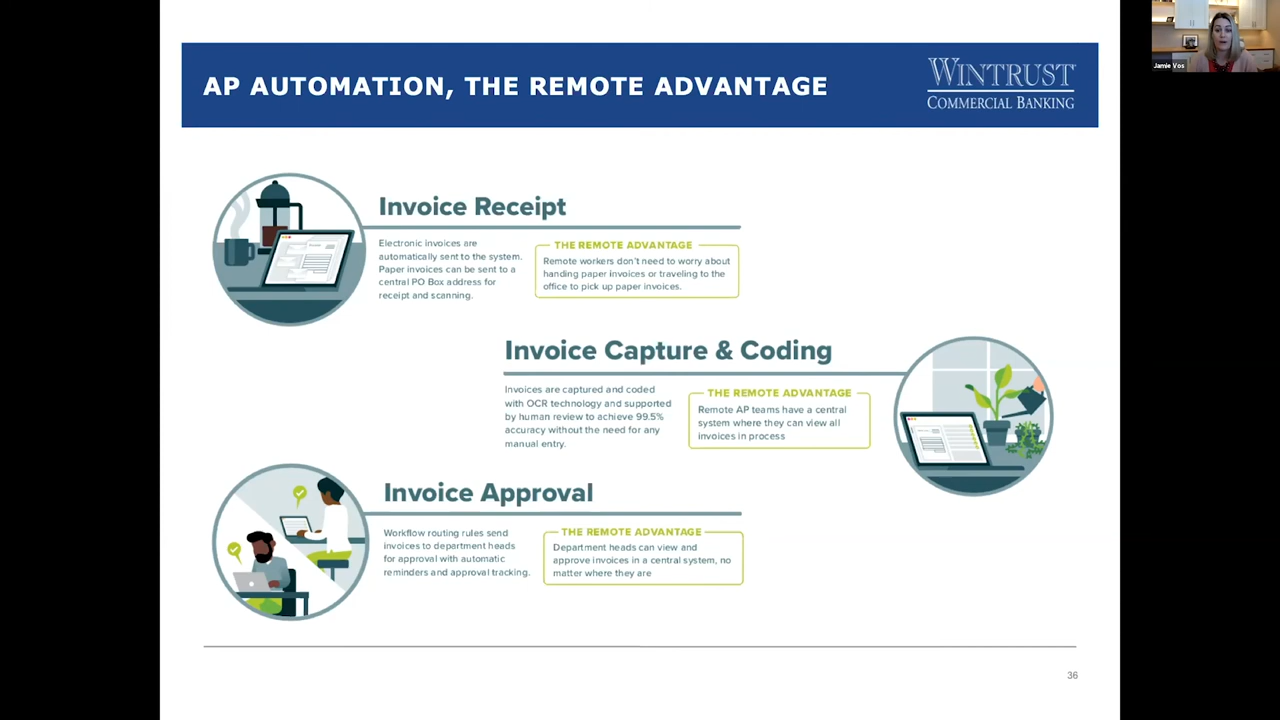 AP AUTOMATION, THE REMOTE ADVANTAGE
WINTRUST
COMMERCIAL BANKING
Jamie Vos
Invoice Receipt
Electronic invoices are
automatically sent to the system.
Paper invoices can be sent to a
central PO Box address for
receipt and scanning.
THE REMOTE ADVANTAGE
Remote workers don't need to worry about
handing paper invoices or traveling to the
office to pick up paper invoices.
Invoice Capture & Coding
Invoices are captured and coded
with OCR technology and supported
by human review to achieve 99.5%
accuracy without the need for any
manual entry.
THE REMOTE ADVANTAGE
Remote AP teams have a central
system where they can view all
invoices in process
Invoice Approval
Workflow routing rules send
invoices to department heads
for approval with automatic
reminders and approval tracking.
THE REMOTE ADVANTAGE
Department heads can view and
approve invoices in a central system, no
matter where they are
36